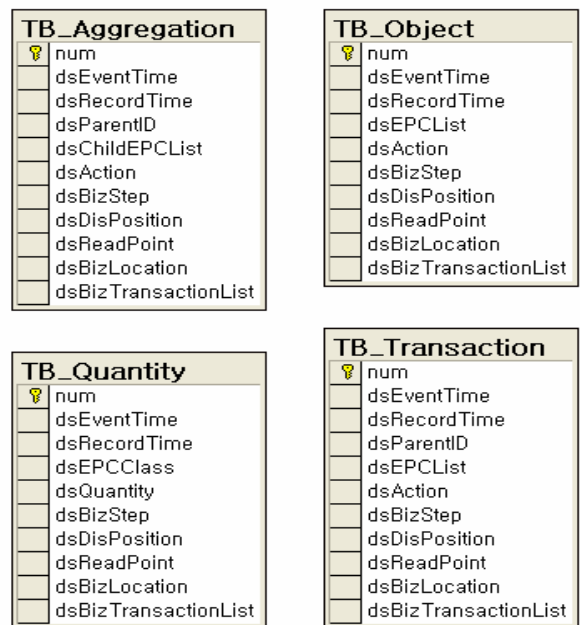 TB_Aggregation
num
dsEventTime
dsRecordTime
dsParentID
dsChildEPCList
dsAction
dsBizStep
dsDisPosition
dsReadPoint
dsBizLocation
dsBizTransactionList
TB_Object
num
dsEventTime
dsRecordTime
dsEPCList
dsAction
dsBizStep
dsDisPosition
dsReadPoint
dsBizLocation
dsBizTransactionList
TB_Quantity
num
dsEventTime
dsRecordTime
dsEPCClass
dsQuantity
dsBizStep
dsDisPosition
dsReadPoint
dsBizLocation
dsBizTransactionList
TB_Transaction
num
dsEventTime
dsRecordTime
dsParentID
dsEPCList
dsAction
dsBizStep
dsDisPosition
dsReadPoint
dsBizLocation
dsBizTransactionList